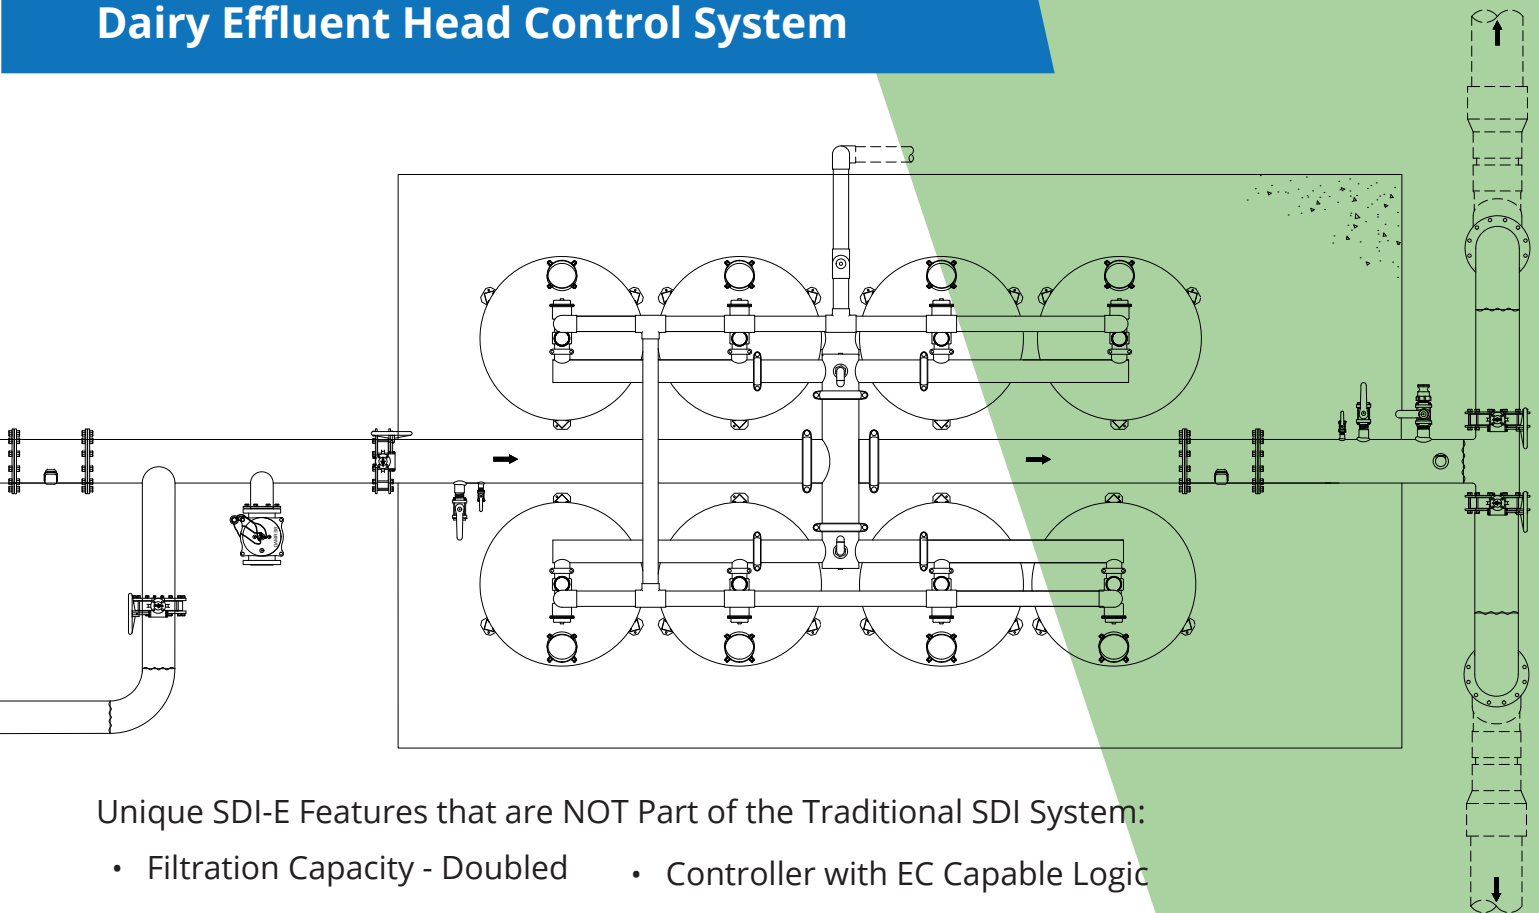 Dairy Effluent Head Control System
Unique SDI-E Features that are NOT Part of the Traditional SDI System:
• Filtration Capacity - Doubled
• Controller with EC Capable Logic